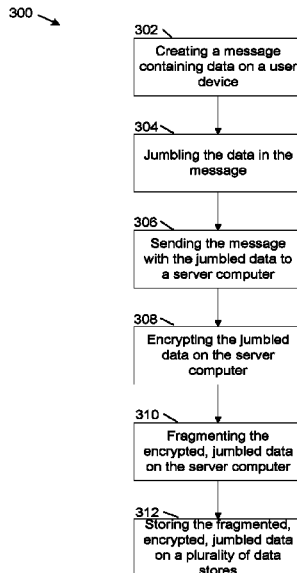 300
302
Creating a message
containing data on a user
device
304
Jumbling the data in the
message
306
Sending the message
with the jumbled data to
a server computer
308
Encrypting the jumbled
data on the server
computer
310
Fragmenting the
encrypted, jumbled data
on the server computer
312
Storing the fragmented,
encrypted, jumbled data
on a plurality of data
stores